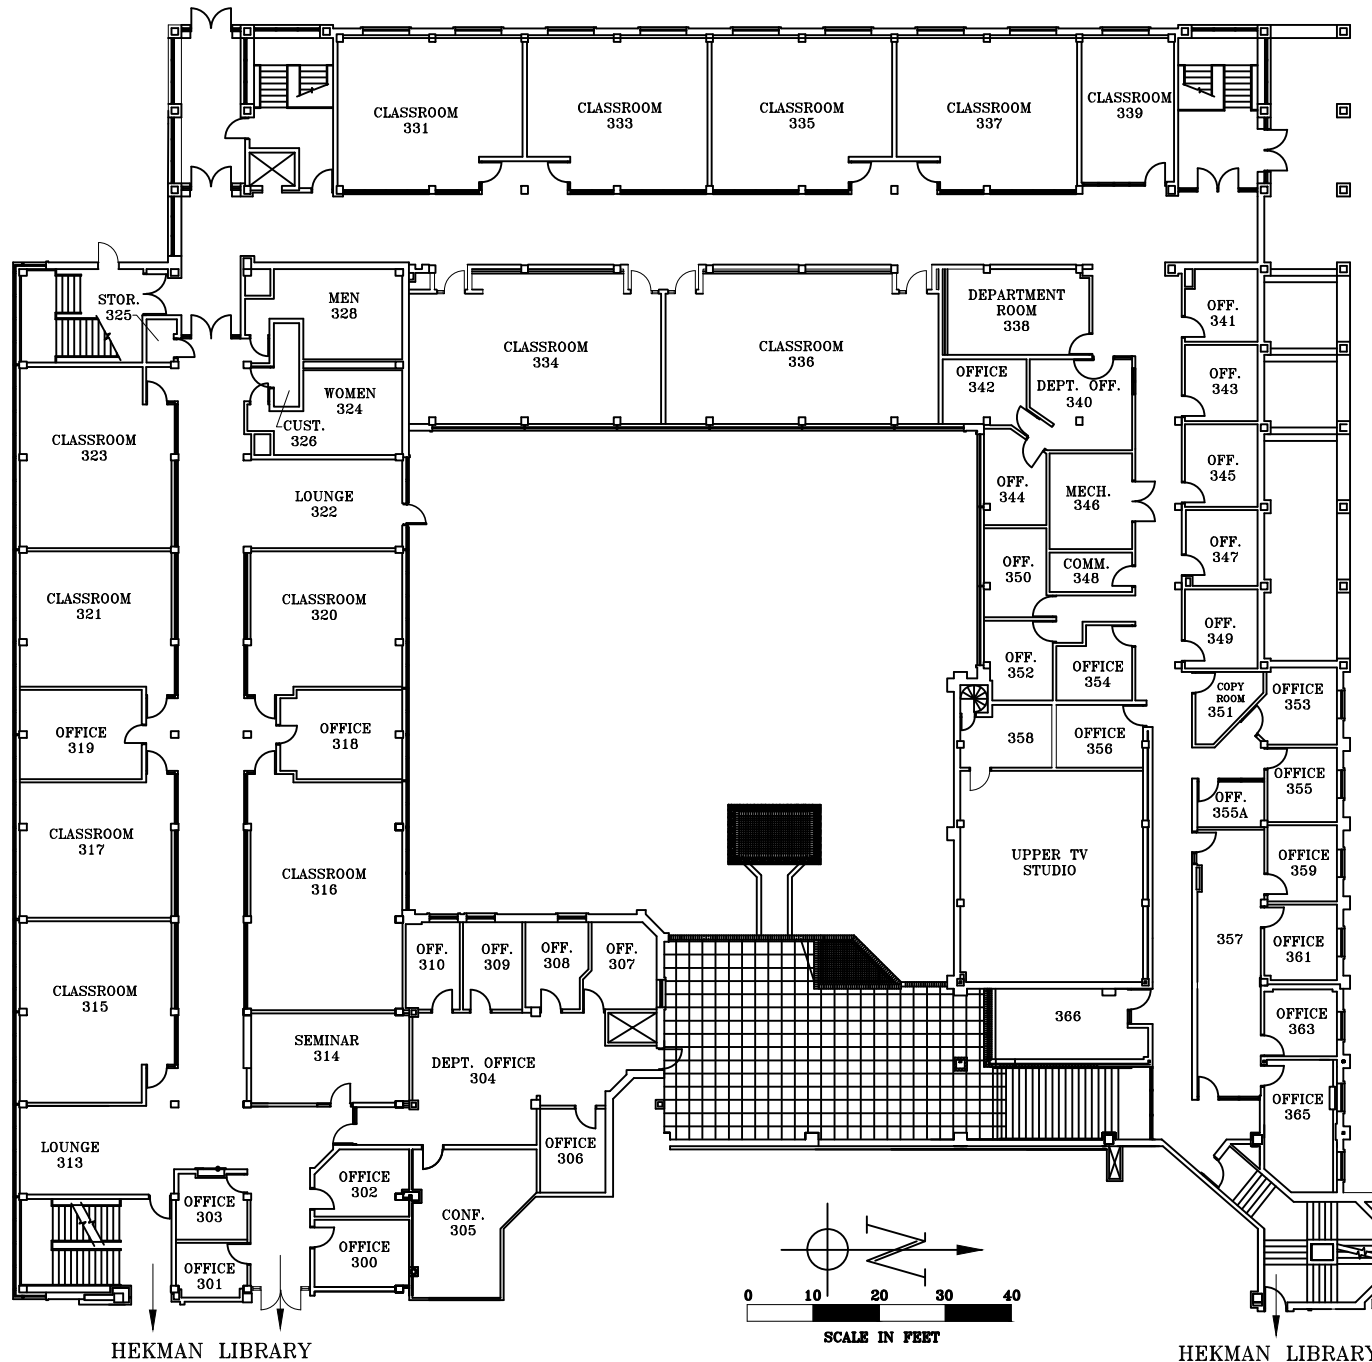 CLASSROOM
331
CLASSROOM
333
CLASSROOM
335
CLASSROOM
337
CLASSROOM
339
STOR.
325
MEN
328
CLASSROOM
334
CLASSROOM
336
DEPARTMENT
ROOM
338
OFF.
341
OFFICE
342
DEPT. OFF.
340
OFF.
343
WOMEN
324
CUST.
326
CLASSROOM
323
LOUNGE
322
OFF.
344
MECH.
346
OFF.
345
OFF.
350
COMM.
348
OFF.
347
CLASSROOM
321
CLASSROOM
320
OFF.
349
OFF.
352
OFFICE
354
COPY
ROOM
351
OFFICE
353
OFFICE
319
OFFICE
318
358
OFFICE
356
OFFICE
355
OFF.
355A
CLASSROOM
317
CLASSROOM
316
UPPER TV
STUDIO
OFFICE
359
357
OFFICE
361
OFF.
310
OFF.
309
OFF.
308
OFF.
307
CLASSROOM
315
366
OFFICE
363
SEMINAR
314
DEPT. OFFICE
304
OFFICE
365
LOUNGE
313
OFFICE
306
OFFICE
302
OFFICE
303
CONF.
305
OFFICE
300
OFFICE
301
N
0 10 20 30 40
SCALE IN FEET
HEKMAN LIBRARY
HEKMAN LIBRARY